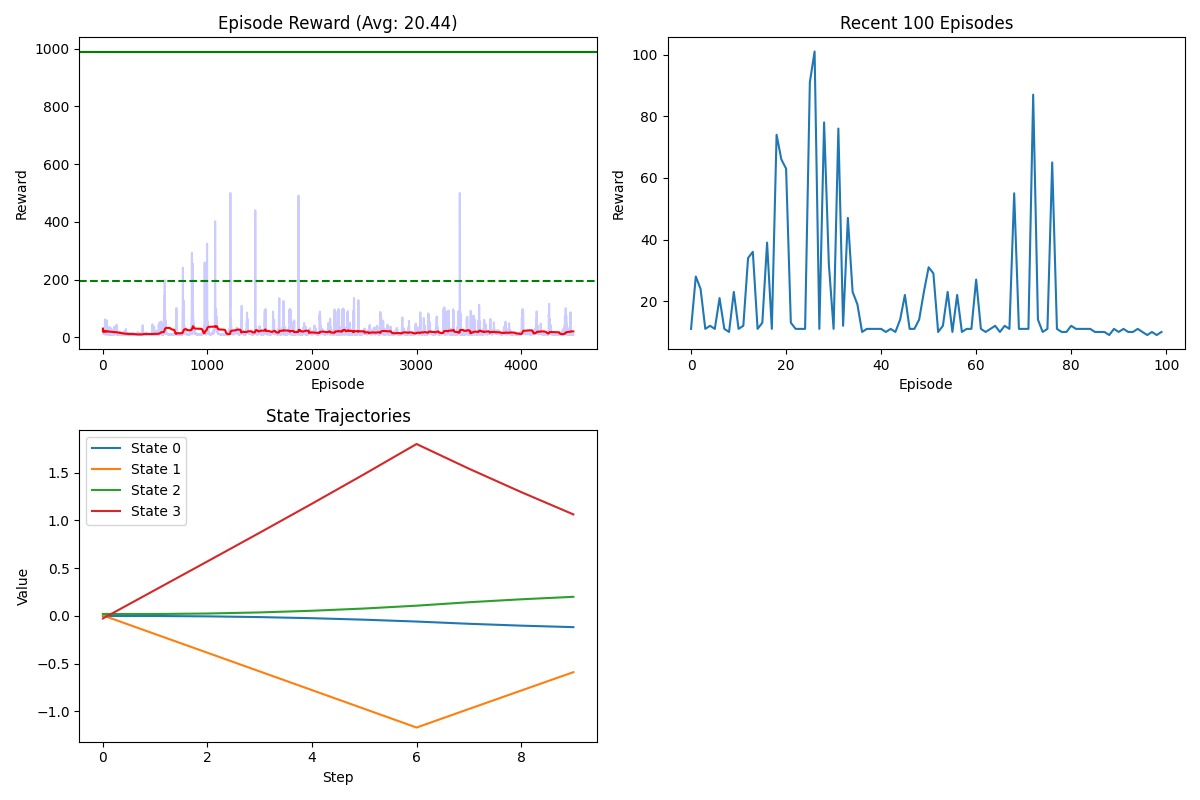 Episode Reward (Avg: 20.44)
Reward
1000
800
600
400
200
0
0 1000 2000 3000 4000
Episode
Recent 100 Episodes
Reward
100
80
60
40
20
0 20 40 60 80 100
Episode
State Trajectories
Value
1.5
1.0
0.5
0.0
−0.5
−1.0
State 0
State 1
State 2
State 3
0 2 4 6 8
Step